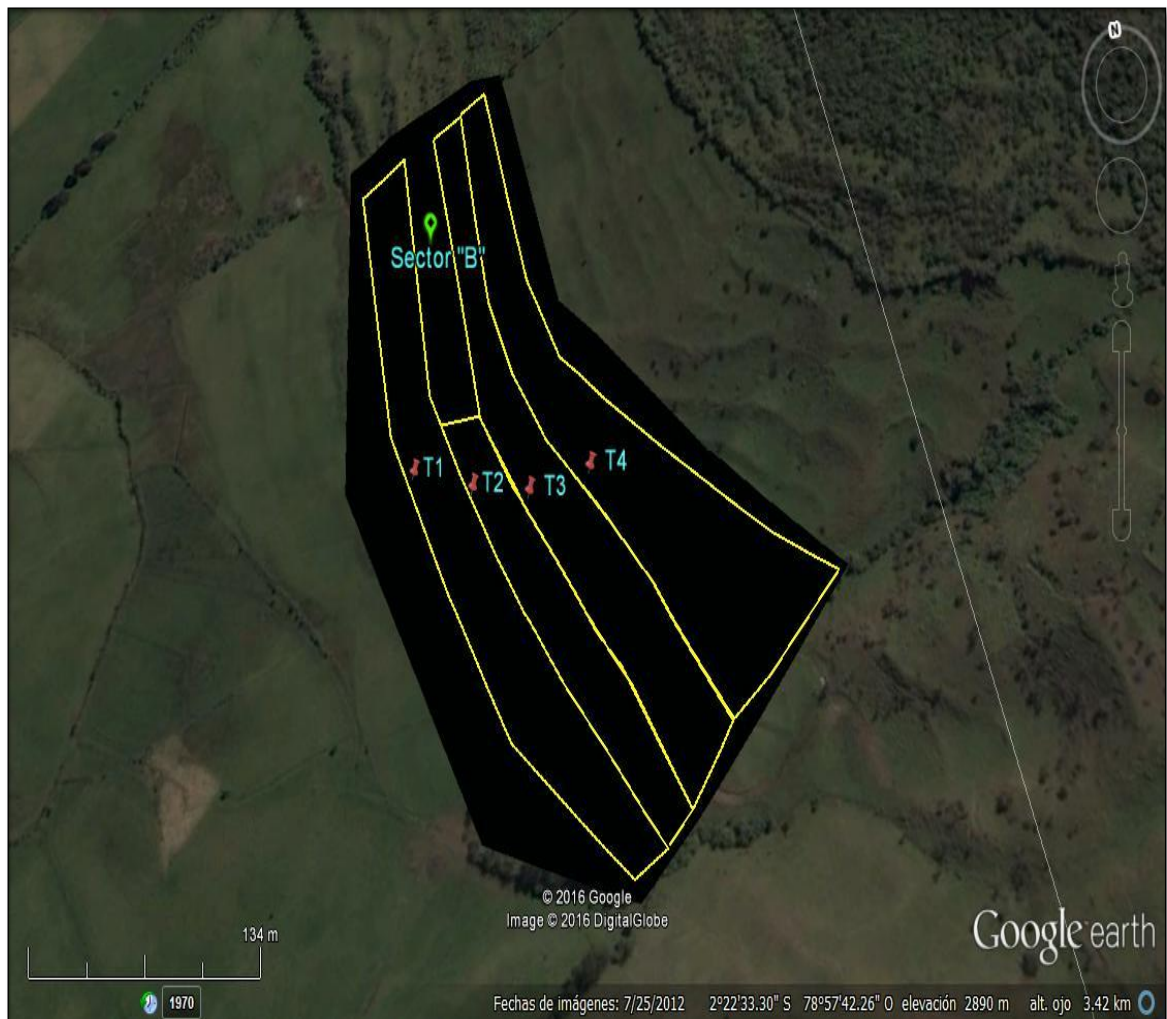 N
Sector "B"
T1
T2
T3
T4
© 2016 Google
Image © 2016 DigitalGlobe
Google earth
134 m
1970
Fechas de imágenes: 7/25/2012 2°22'33.30" S 78°57'42.26" O elevación 2890 m alt. ojo 3.42 km